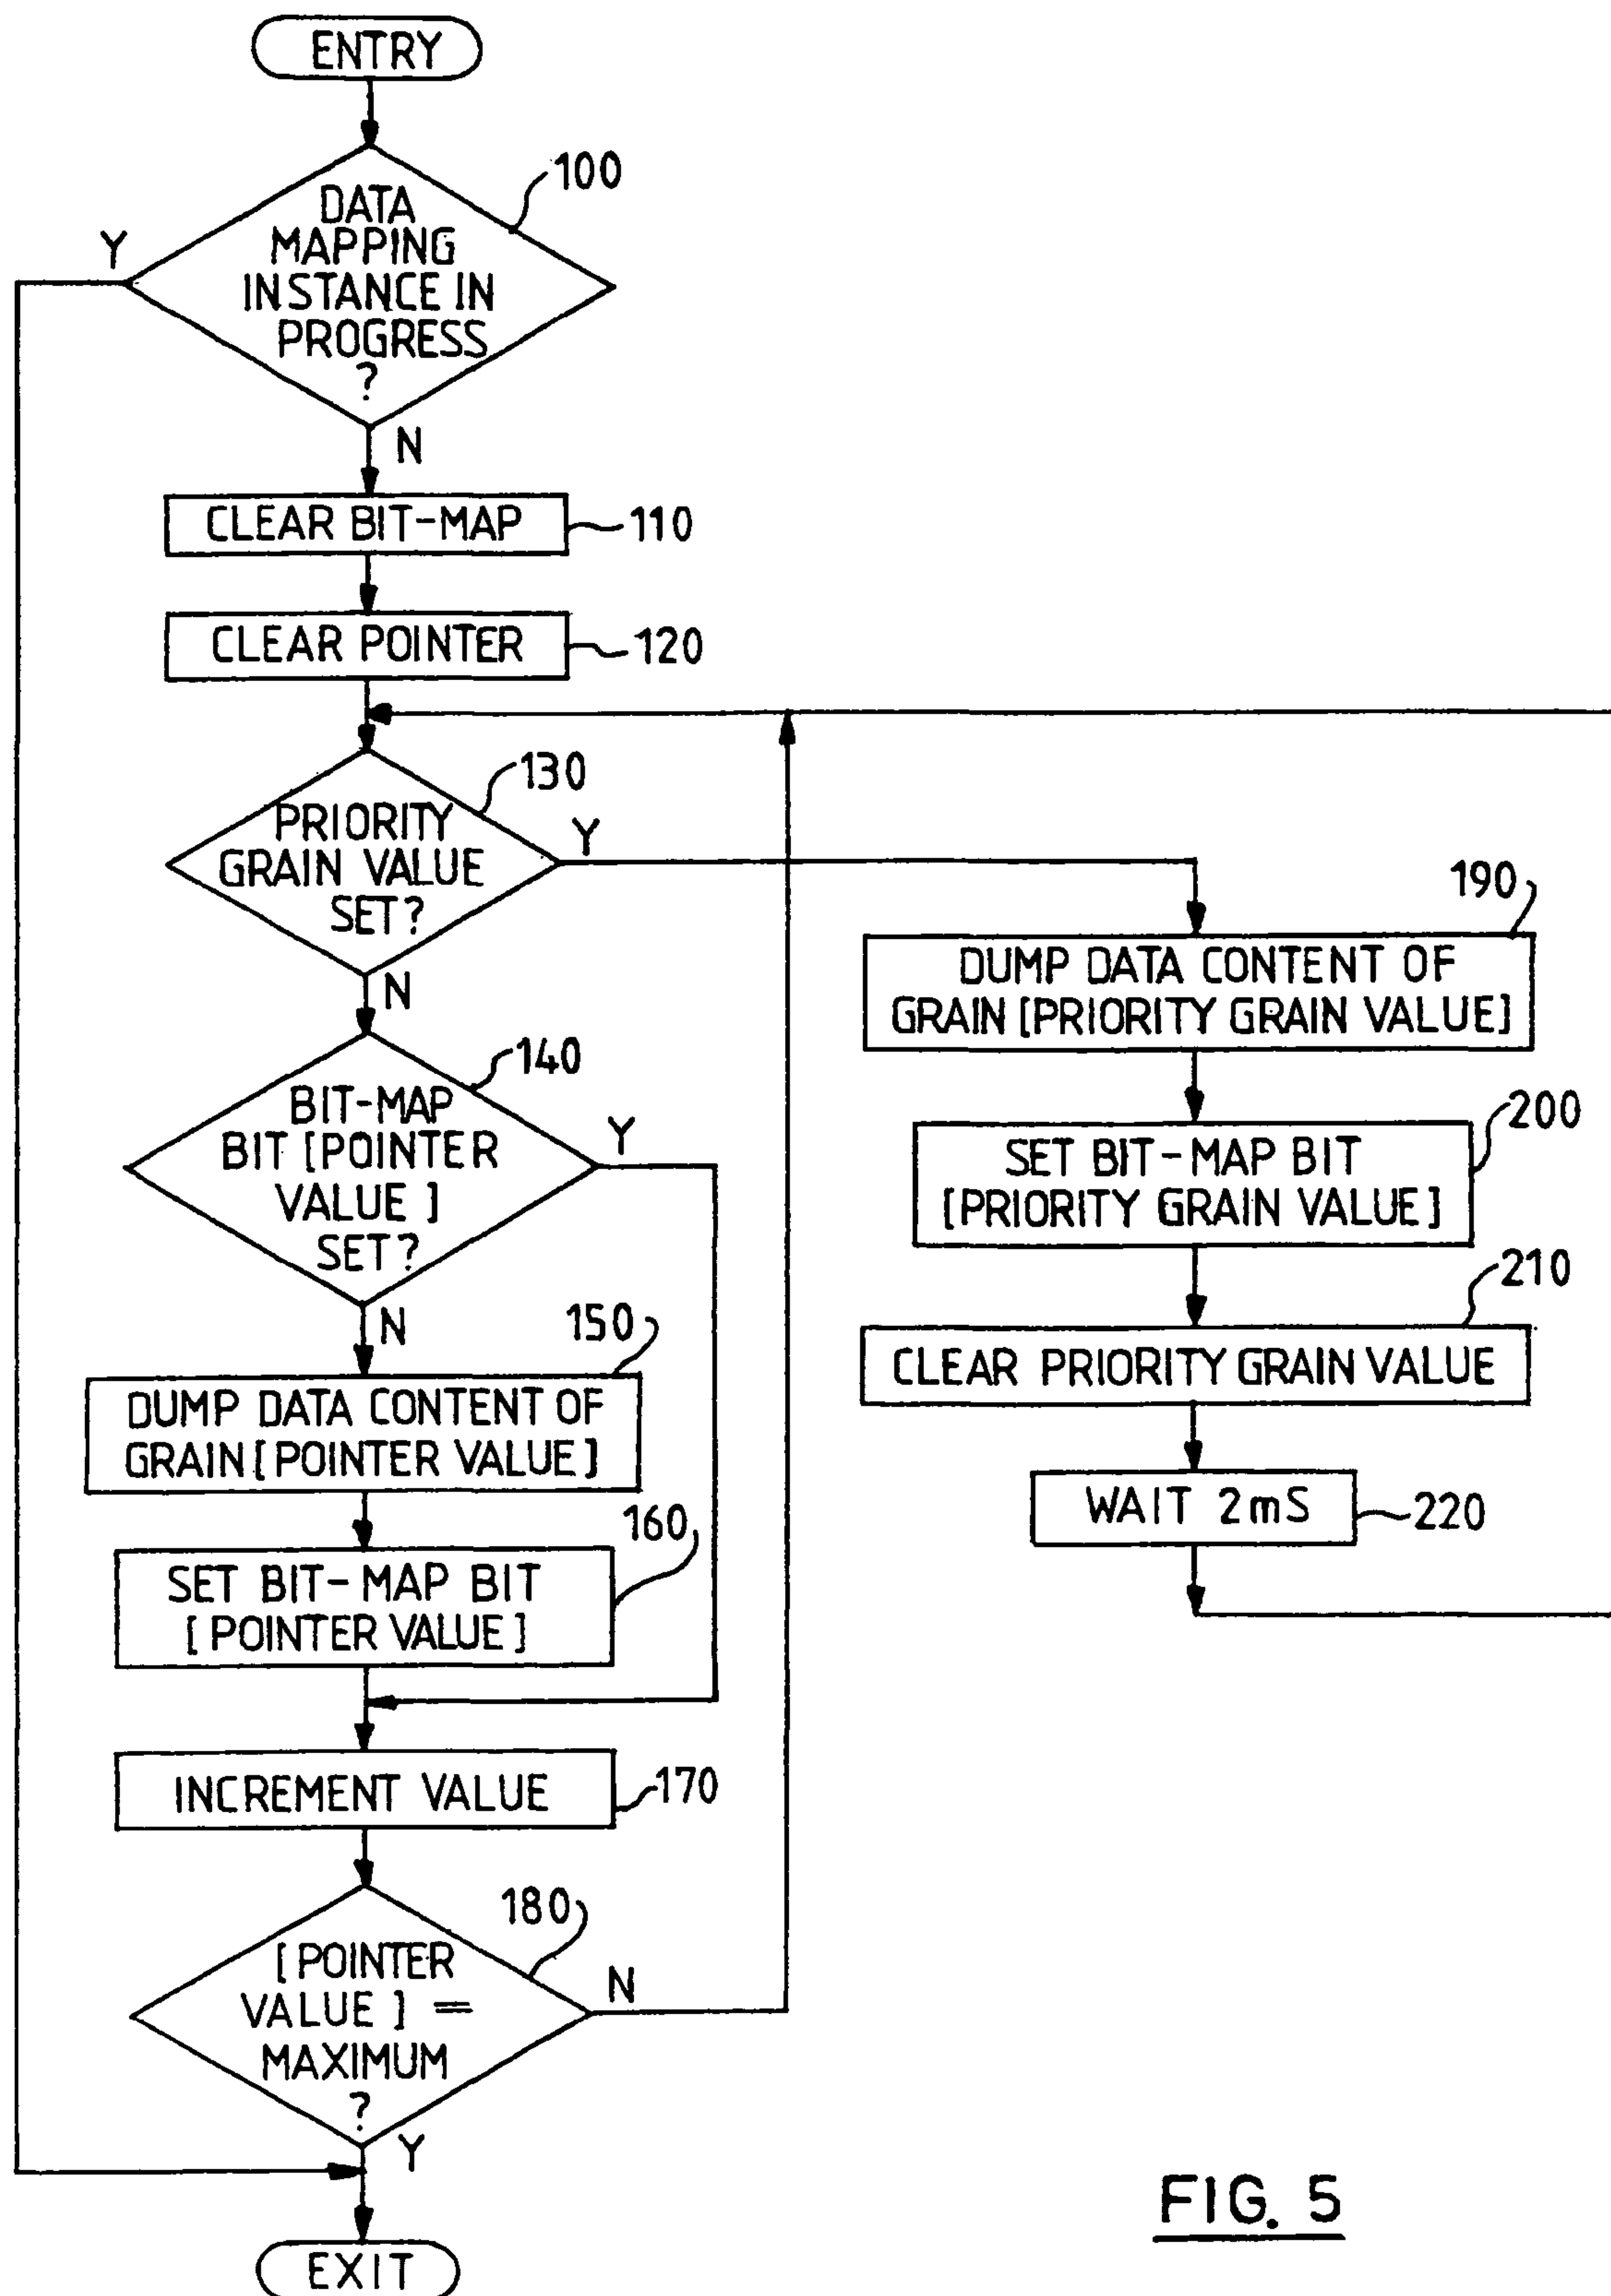 ENTRY
100
DATA
MAPPING
INSTANCE IN
PROGRESS
?
Y
N
CLEAR BIT-MAP
110
CLEAR POINTER
120
130
PRIORITY
GRAIN VALUE
SET?
Y
N
140
BIT-MAP
BIT [POINTER
VALUE]
SET?
Y
N
150
DUMP DATA CONTENT OF
GRAIN [POINTER VALUE]
160
SET BIT-MAP BIT
[POINTER VALUE]
INCREMENT VALUE
170
180
[POINTER
VALUE] =
MAXIMUM
?
N
Y
EXIT
190
DUMP DATA CONTENT OF
GRAIN [PRIORITY GRAIN VALUE]
200
SET BIT-MAP BIT
[PRIORITY GRAIN VALUE]
210
CLEAR PRIORITY GRAIN VALUE
WAIT 2mS
220
FIG. 5